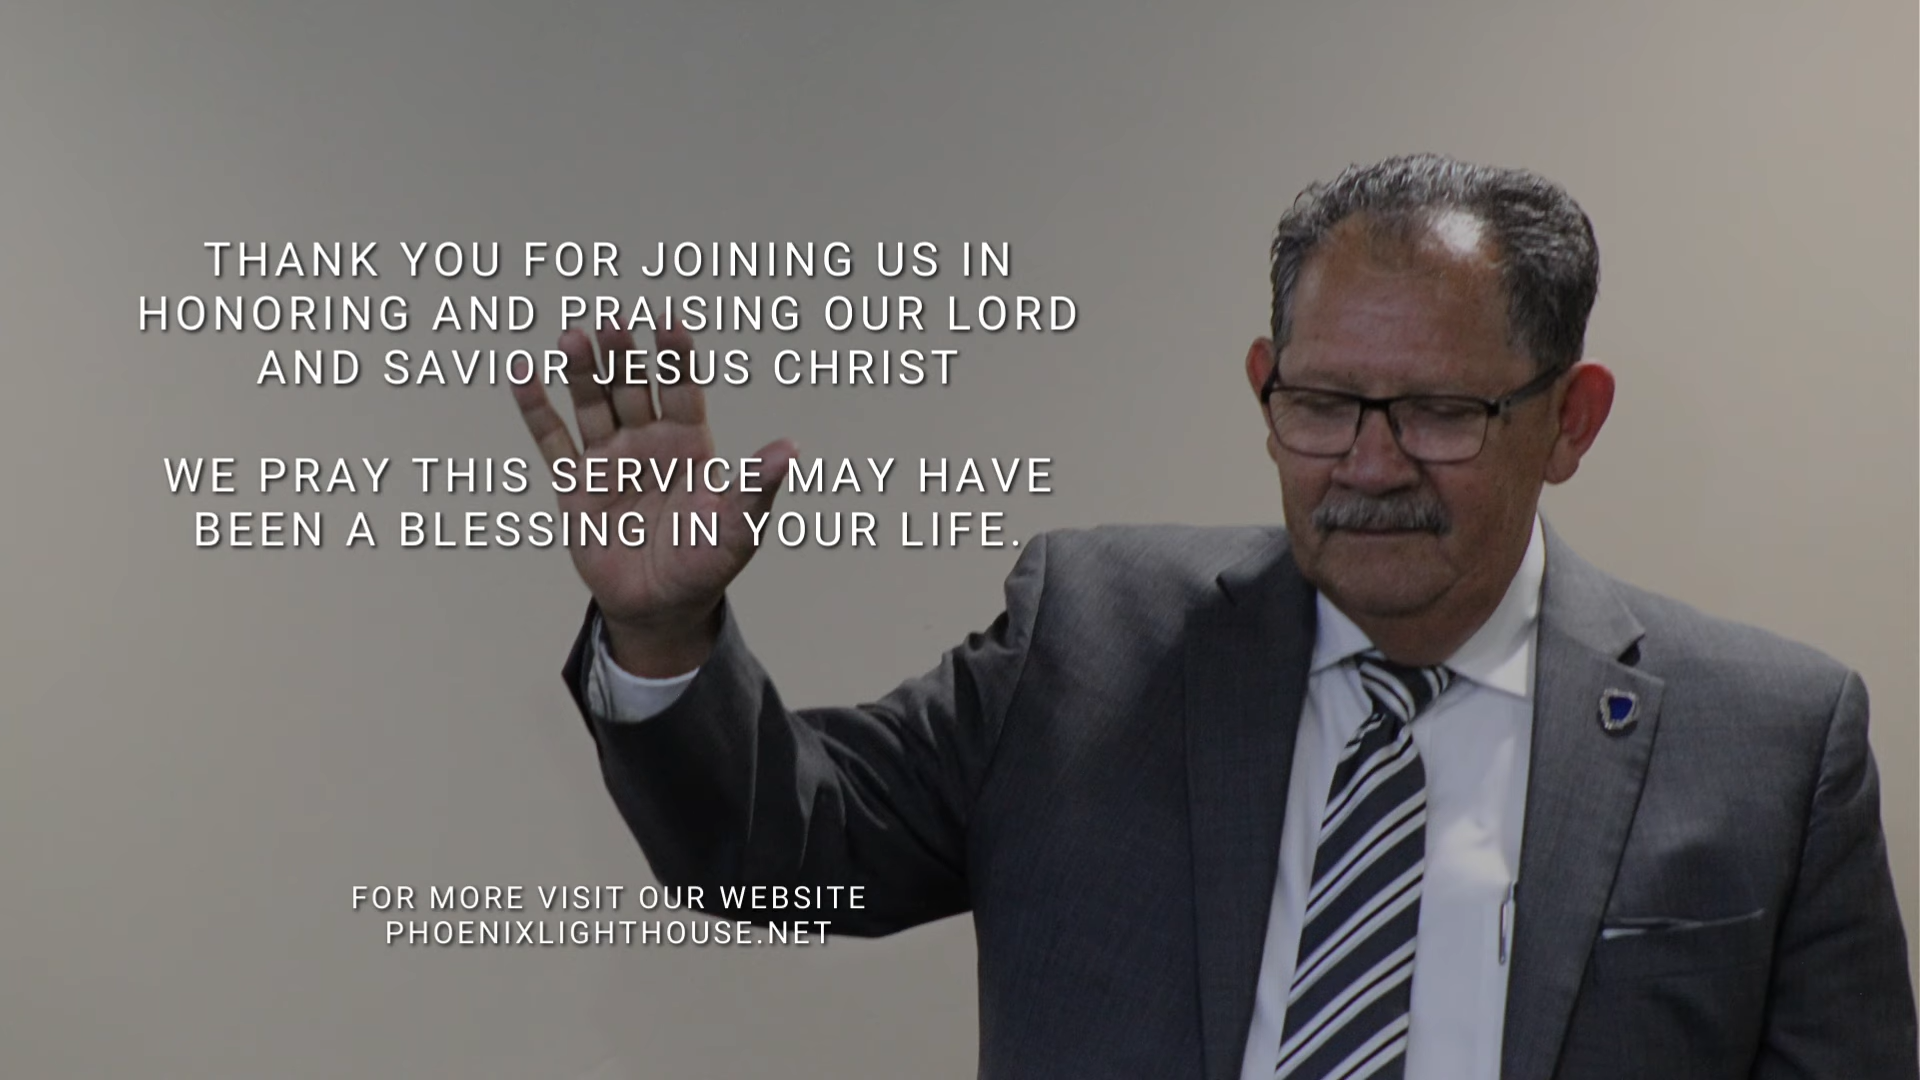 THANK YOU FOR JOINING US IN
HONORING AND PRAISING OUR LORD
AND SAVIOR JESUS CHRIST
WE PRAY THIS SERVICE MAY HAVE
BEEN A BLESSING IN YOUR LIFE.
FOR MORE VISIT OUR WEBSITE
PHOENIXLIGHTHOUSE.NET